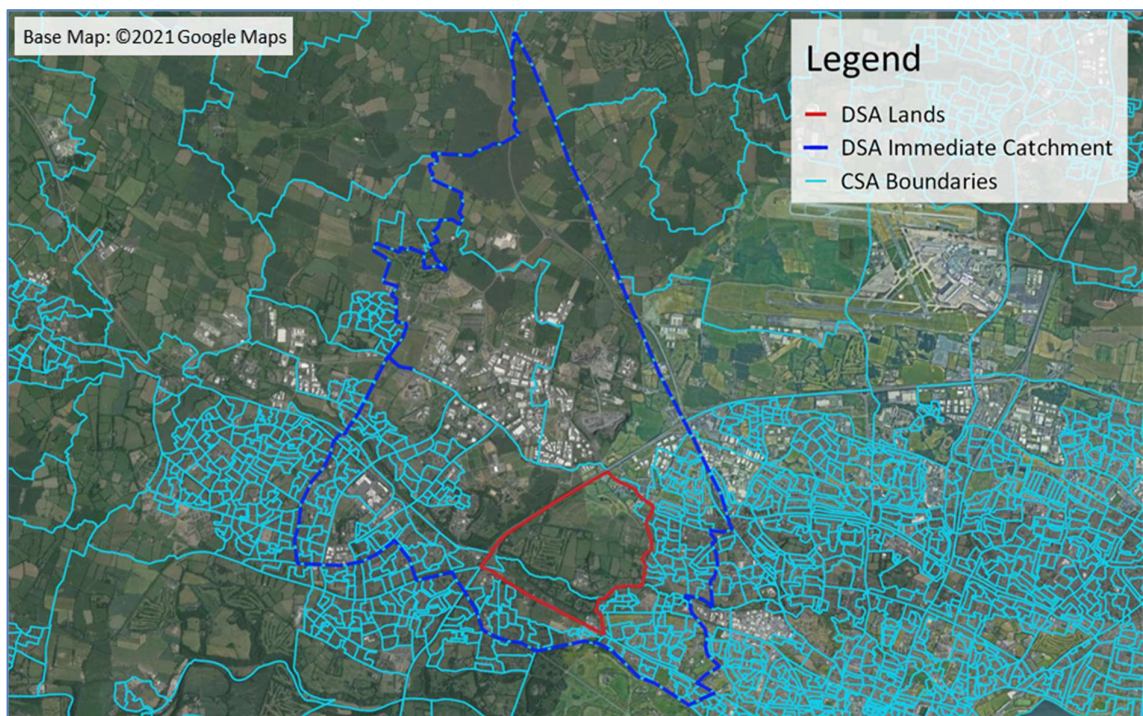 Base Map: ©2021 Google Maps
Legend
DSA Lands
DSA Immediate Catchment
CSA Boundaries